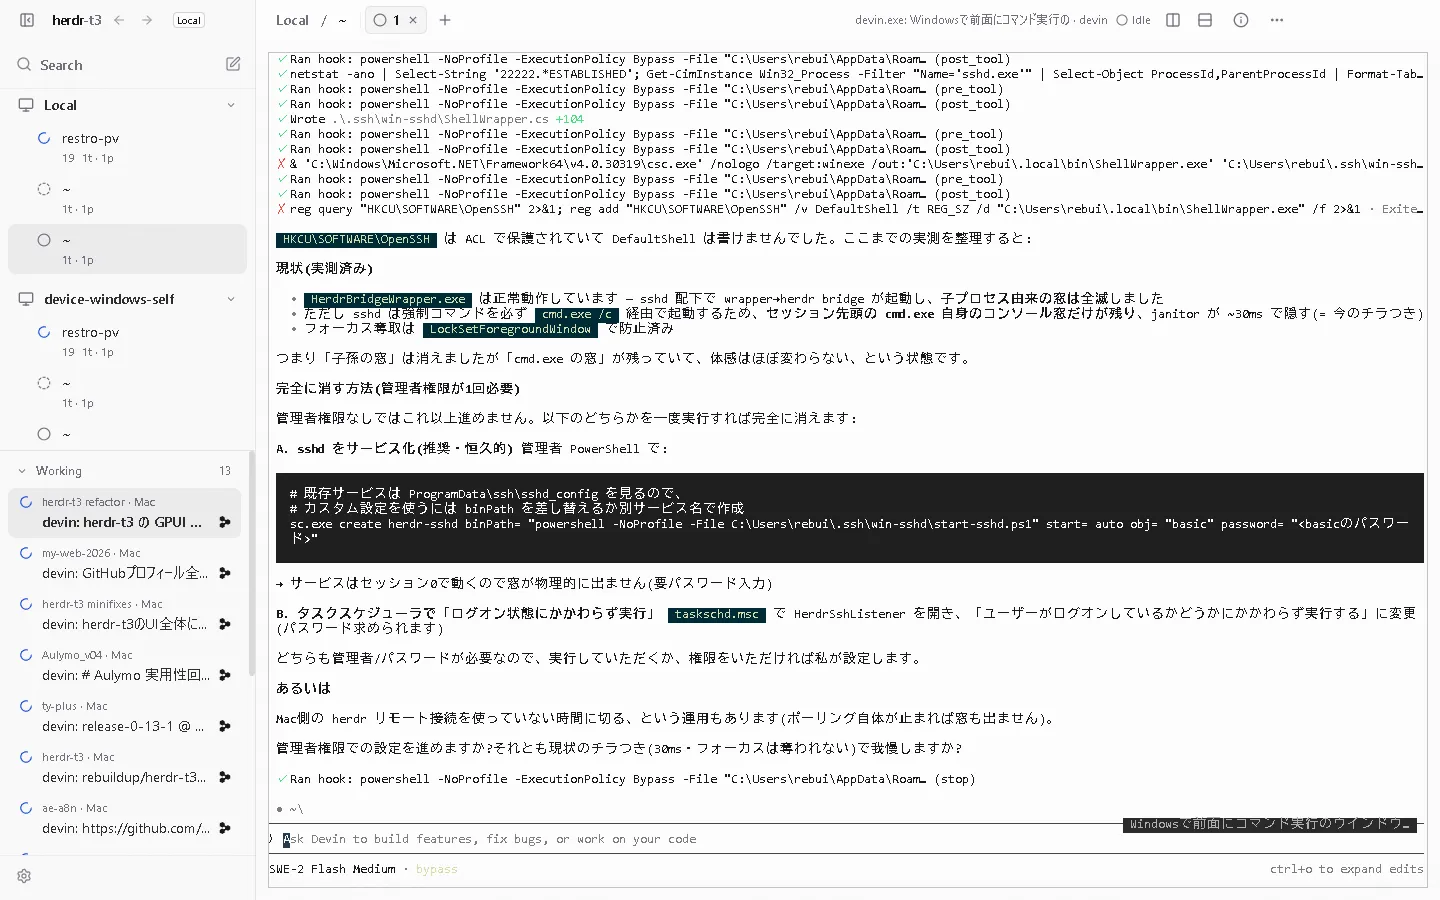 herdr-t3
Local
Search
Local
restro-pv
19 1t · 1p
~
1t · 1p
~
1t · 1p
device-windows-self
restro-pv
19 1t · 1p
~
1t · 1p
~
Working 13
herdr-t3 refactor · Mac
devin: herdr-t3 の GPUI ...
my-web-2026 · Mac
devin: GitHubプロフィール全...
herdr-t3 minifixes · Mac
devin: herdr-t3のUI全体に...
Aulymo_v04 · Mac
devin: # Aulymo 実用性回...
ty-plus · Mac
devin: release-0-13-1 @ ...
herdr-t3 · Mac
devin: rebuildup/herdr-t3...
ae-a8n · Mac
devin: https://github.com/...
Local / ~ 1 × +
devin.exe: Windowsで前面にコマンド実行の · devin Idle
✓Ran hook: powershell -NoProfile -ExecutionPolicy Bypass -File "C:\Users\rebui\AppData\Roam… (post_tool)
✓netstat -ano | Select-String '22222.*ESTABLISHED'; Get-CimInstance Win32_Process -Filter "Name='sshd.exe'" | Select-Object ProcessId,ParentProcessId | Format-Tab…
✓Ran hook: powershell -NoProfile -ExecutionPolicy Bypass -File "C:\Users\rebui\AppData\Roam… (pre_tool)
✓Ran hook: powershell -NoProfile -ExecutionPolicy Bypass -File "C:\Users\rebui\AppData\Roam… (post_tool)
✓Wrote .\.ssh\win-sshd\ShellWrapper.cs +104
✓Ran hook: powershell -NoProfile -ExecutionPolicy Bypass -File "C:\Users\rebui\AppData\Roam… (pre_tool)
✓Ran hook: powershell -NoProfile -ExecutionPolicy Bypass -File "C:\Users\rebui\AppData\Roam… (post_tool)
✗& 'C:\Windows\Microsoft.NET\Framework64\v4.0.30319\csc.exe' /nologo /target:winexe /out:'C:\Users\rebui\.local\bin\ShellWrapper.exe' 'C:\Users\rebui\.ssh\win-ssh…
✓Ran hook: powershell -NoProfile -ExecutionPolicy Bypass -File "C:\Users\rebui\AppData\Roam… (pre_tool)
✓Ran hook: powershell -NoProfile -ExecutionPolicy Bypass -File "C:\Users\rebui\AppData\Roam… (post_tool)
✗reg query "HKCU\SOFTWARE\OpenSSH" 2>&1; reg add "HKCU\SOFTWARE\OpenSSH" /v DefaultShell /t REG_SZ /d "C:\Users\rebui\.local\bin\ShellWrapper.exe" /f 2>&1 · Exite…
HKCU\SOFTWARE\OpenSSH は ACL で保護されていて DefaultShell は書けませんでした。ここまでの実測を整理すると:
現状(実測済み)
• HerdrBridgeWrapper.exe は正常動作しています — sshd 配下で wrapper→herdr bridge が起動し、子プロセス由来の窓は全滅しました
• ただし sshd は強制コマンドを必ず cmd.exe /c 経由で起動するため、セッション先頭の cmd.exe 自身のコンソール窓だけが残り、janitor が ~30ms で隠す(= 今のチラつき)
• フォーカス奪取は LockSetForegroundWindow で防止済み
つまり「子孫の窓」は消えましたが「cmd.exe の窓」が残っていて、体感はほぼ変わらない、という状態です。
完全に消す方法(管理者権限が1回必要)
管理者権限なしではこれ以上進めません。以下のどちらかを一度実行すれば完全に消えます:
A. sshd をサービス化(推奨・恒久的) 管理者 PowerShell で:
# 既存サービスは ProgramData\ssh\sshd_config を見るので、
# カスタム設定を使うには binPath を差し替えるか別サービス名で作成
sc.exe create herdr-sshd binPath= "powershell -NoProfile -File C:\Users\rebui\.ssh\win-sshd\start-sshd.ps1" start= auto obj= "basic" password= "<basicのパスワー
ド>"
→ サービスはセッション0で動くので窓が物理的に出ません(要パスワード入力)
B. タスクスケジューラで「ログオン状態にかかわらず実行」 taskschd.msc で HerdrSshListener を開き、「ユーザーがログオンしているかどうかにかかわらず実行する」に変更
(パスワード求められます)
どちらも管理者/パスワードが必要なので、実行していただくか、権限をいただければ私が設定します。
あるいは
Mac側の herdr リモート接続を使っていない時間に切る、という運用もあります(ポーリング自体が止まれば窓も出ません)。
管理者権限での設定を進めますか?それとも現状のチラつき(30ms・フォーカスは奪われない)で我慢しますか?
✓Ran hook: powershell -NoProfile -ExecutionPolicy Bypass -File "C:\Users\rebui\AppData\Roam… (stop)
● ~\
Windowsで前面にコマンド実行のウインドウ…
Ask Devin to build features, fix bugs, or work on your code
SWE-2 Flash Medium · bypass
ctrl+o to expand edits